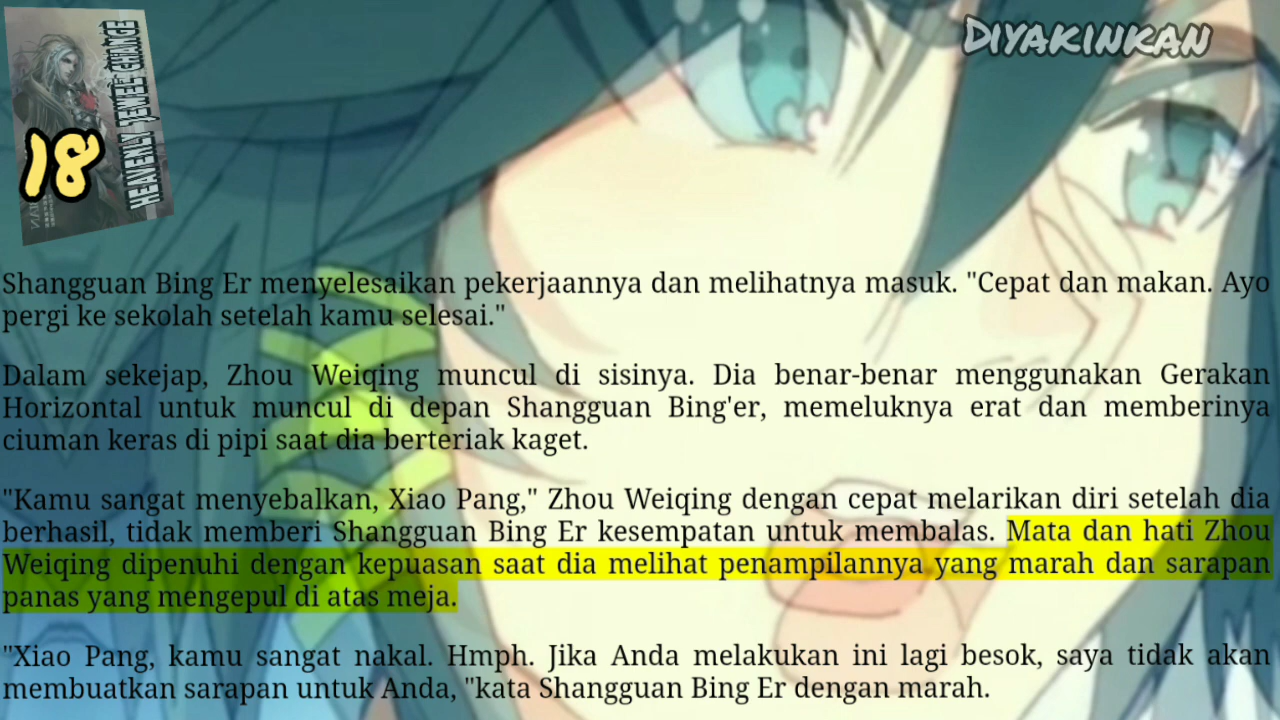 Diyakinkan
HEAVENLY JEWEL CHANGE
18
Shangguan Bing Er menyelesaikan pekerjaannya dan melihatnya masuk. "Cepat dan makan. Ayo
pergi ke sekolah setelah kamu selesai."
Dalam sekejap, Zhou Weiqing muncul di sisinya. Dia benar-benar menggunakan Gerakan
Horizontal untuk muncul di depan Shangguan Bing'er, memeluknya erat dan memberinya
ciuman keras di pipi saat dia berteriak kaget.
"Kamu sangat menyebalkan, Xiao Pang," Zhou Weiqing dengan cepat melarikan diri setelah dia
berhasil, tidak memberi Shangguan Bing Er kesempatan untuk membalas. Mata dan hati Zhou
Weiqing dipenuhi dengan kepuasan saat dia melihat penampilannya yang marah dan sarapan
panas yang mengepul di atas meja.
"Xiao Pang, kamu sangat nakal. Hmph. Jika Anda melakukan ini lagi besok, saya tidak akan
membuatkan sarapan untuk Anda, "kata Shangguan Bing Er dengan marah.